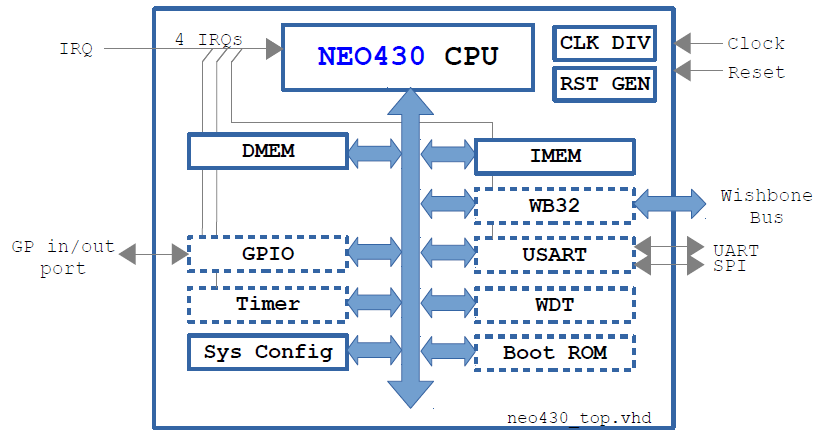 IRQ
4 IRQs
NEO430 CPU
CLK DIV
Clock
RST GEN
Reset
DMEM
IMEM
WB32
Wishbone
Bus
GP in/out
port
GPIO
USART
UART
SPI
Timer
WDT
Sys Config
Boot ROM
neo430_top.vhd